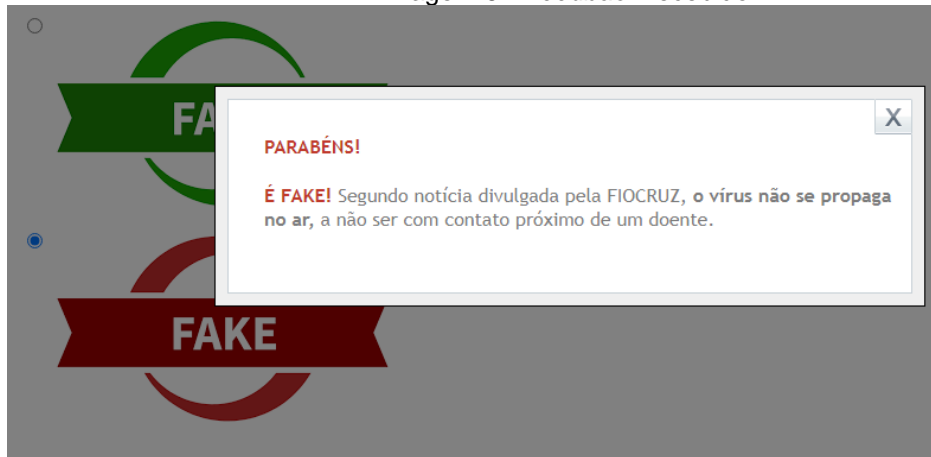 FA
X
PARABÉNS!
É FAKE! Segundo notícia divulgada pela FIOCRUZ, o vírus não se propaga
no ar, a não ser com contato próximo de um doente.
FAKE